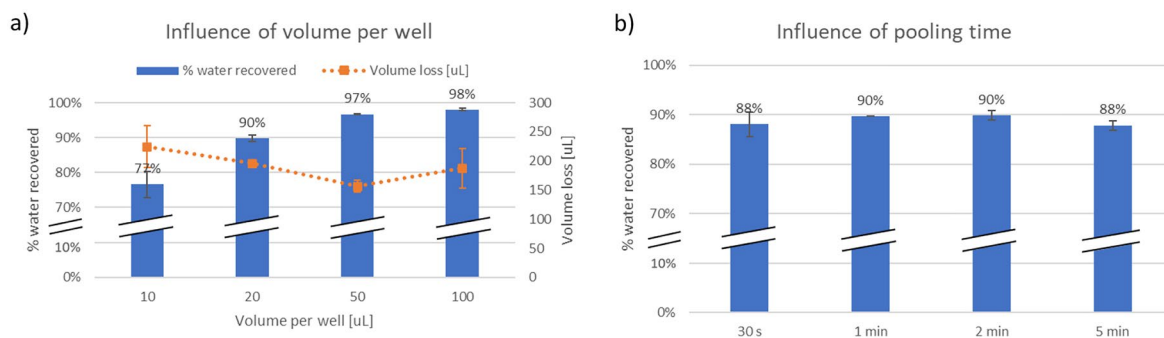 a)
Influence of volume per well
% water recovered
Volume loss [uL]
100%
90%
80%
70%
10%
0%
% water recovered
77%
90%
97%
98%
300
250
200
150
100
50
0
Volume loss [uL]
10
20
50
100
Volume per well [uL]
b)
Influence of pooling time
100%
90%
80%
70%
10%
0%
% water recovered
88%
90%
90%
88%
30 s
1 min
2 min
5 min